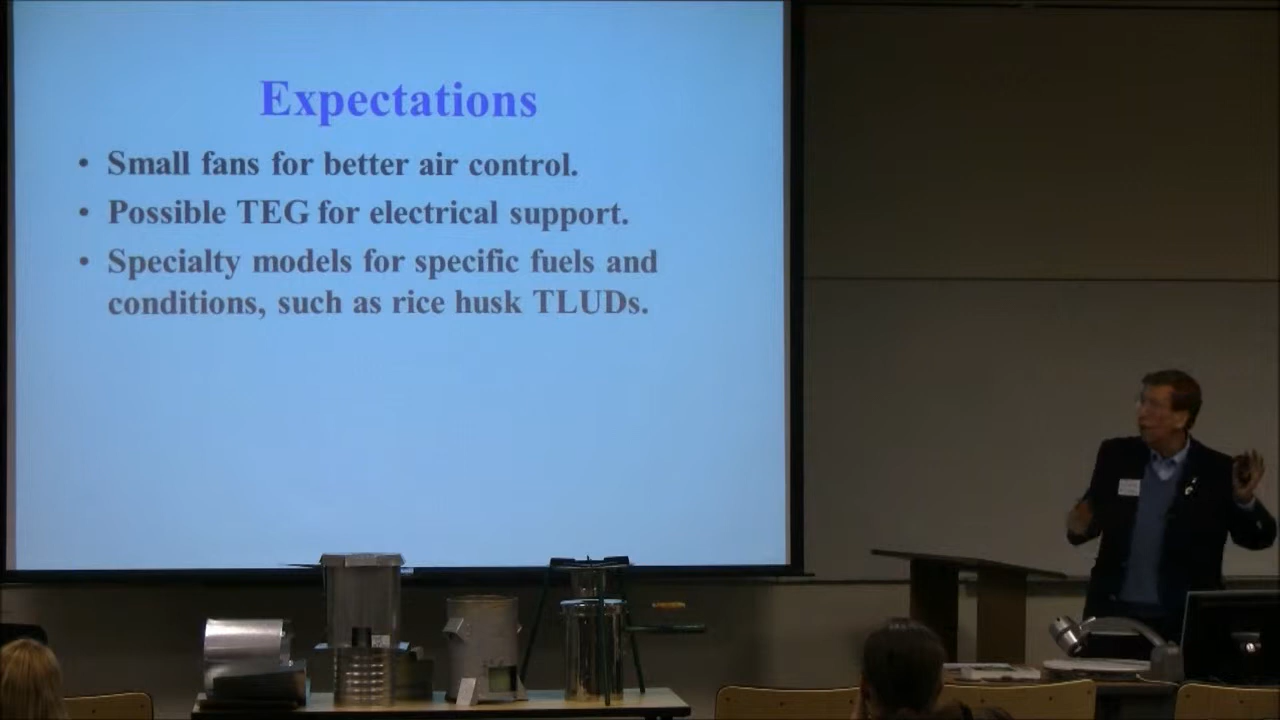 Expectations
• Small fans for better air control.
• Possible TEG for electrical support.
• Specialty models for specific fuels and
conditions, such as rice husk TLUDs.